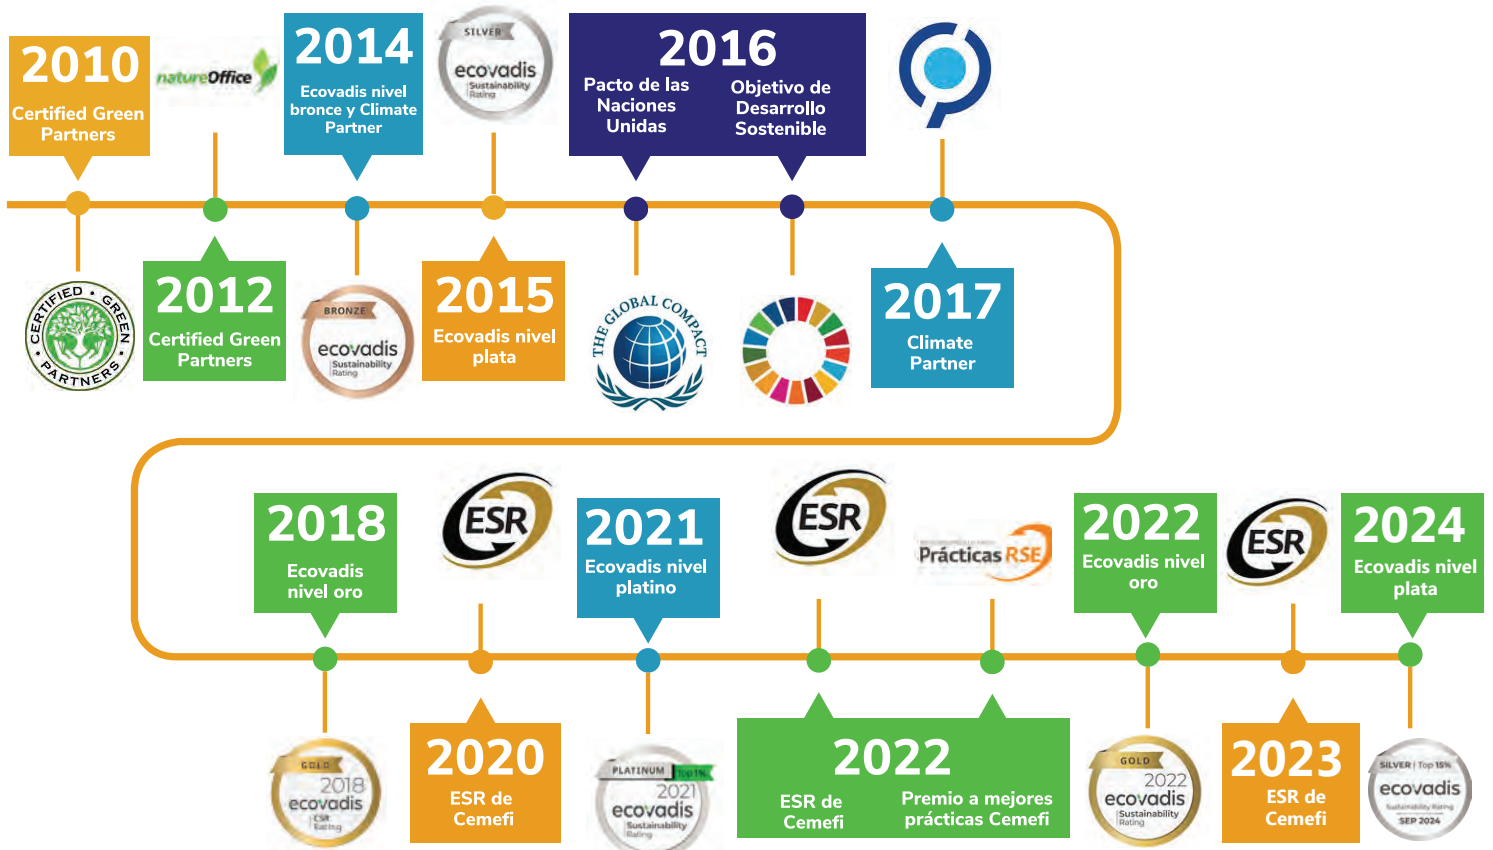 2010
Certified Green
Partners
CERTIFIED • GREEN • PARTNERS •
natureOffice
2012
Certified Green
Partners
2014
Ecovadis nivel
bronce y Climate
Partner
BRONZE
ecovadis
Sustainability
Rating
SILVER
ecovadis
Sustainability
Rating
2015
Ecovadis nivel
plata
2016
Pacto de las
Naciones
Unidas
Objetivo de
Desarrollo
Sostenible
THE GLOBAL COMPACT
2017
Climate
Partner
2018
Ecovadis
nivel oro
GOLD
2018
ecovadis
CSR
Rating
ESR
2020
ESR de
Cemefi
2021
Ecovadis nivel
platino
PLATINUM Top 1%
2021
ecovadis
Sustainability
Rating
ESR
Prácticas RSE
2022
ESR de
Cemefi
Premio a mejores
prácticas Cemefi
2022
Ecovadis nivel
oro
GOLD
2022
ecovadis
Sustainability
Rating
ESR
2023
ESR de
Cemefi
2024
Ecovadis nivel
plata
SILVER | Top 15%
ecovadis
Sustainability Rating
SEP 2024